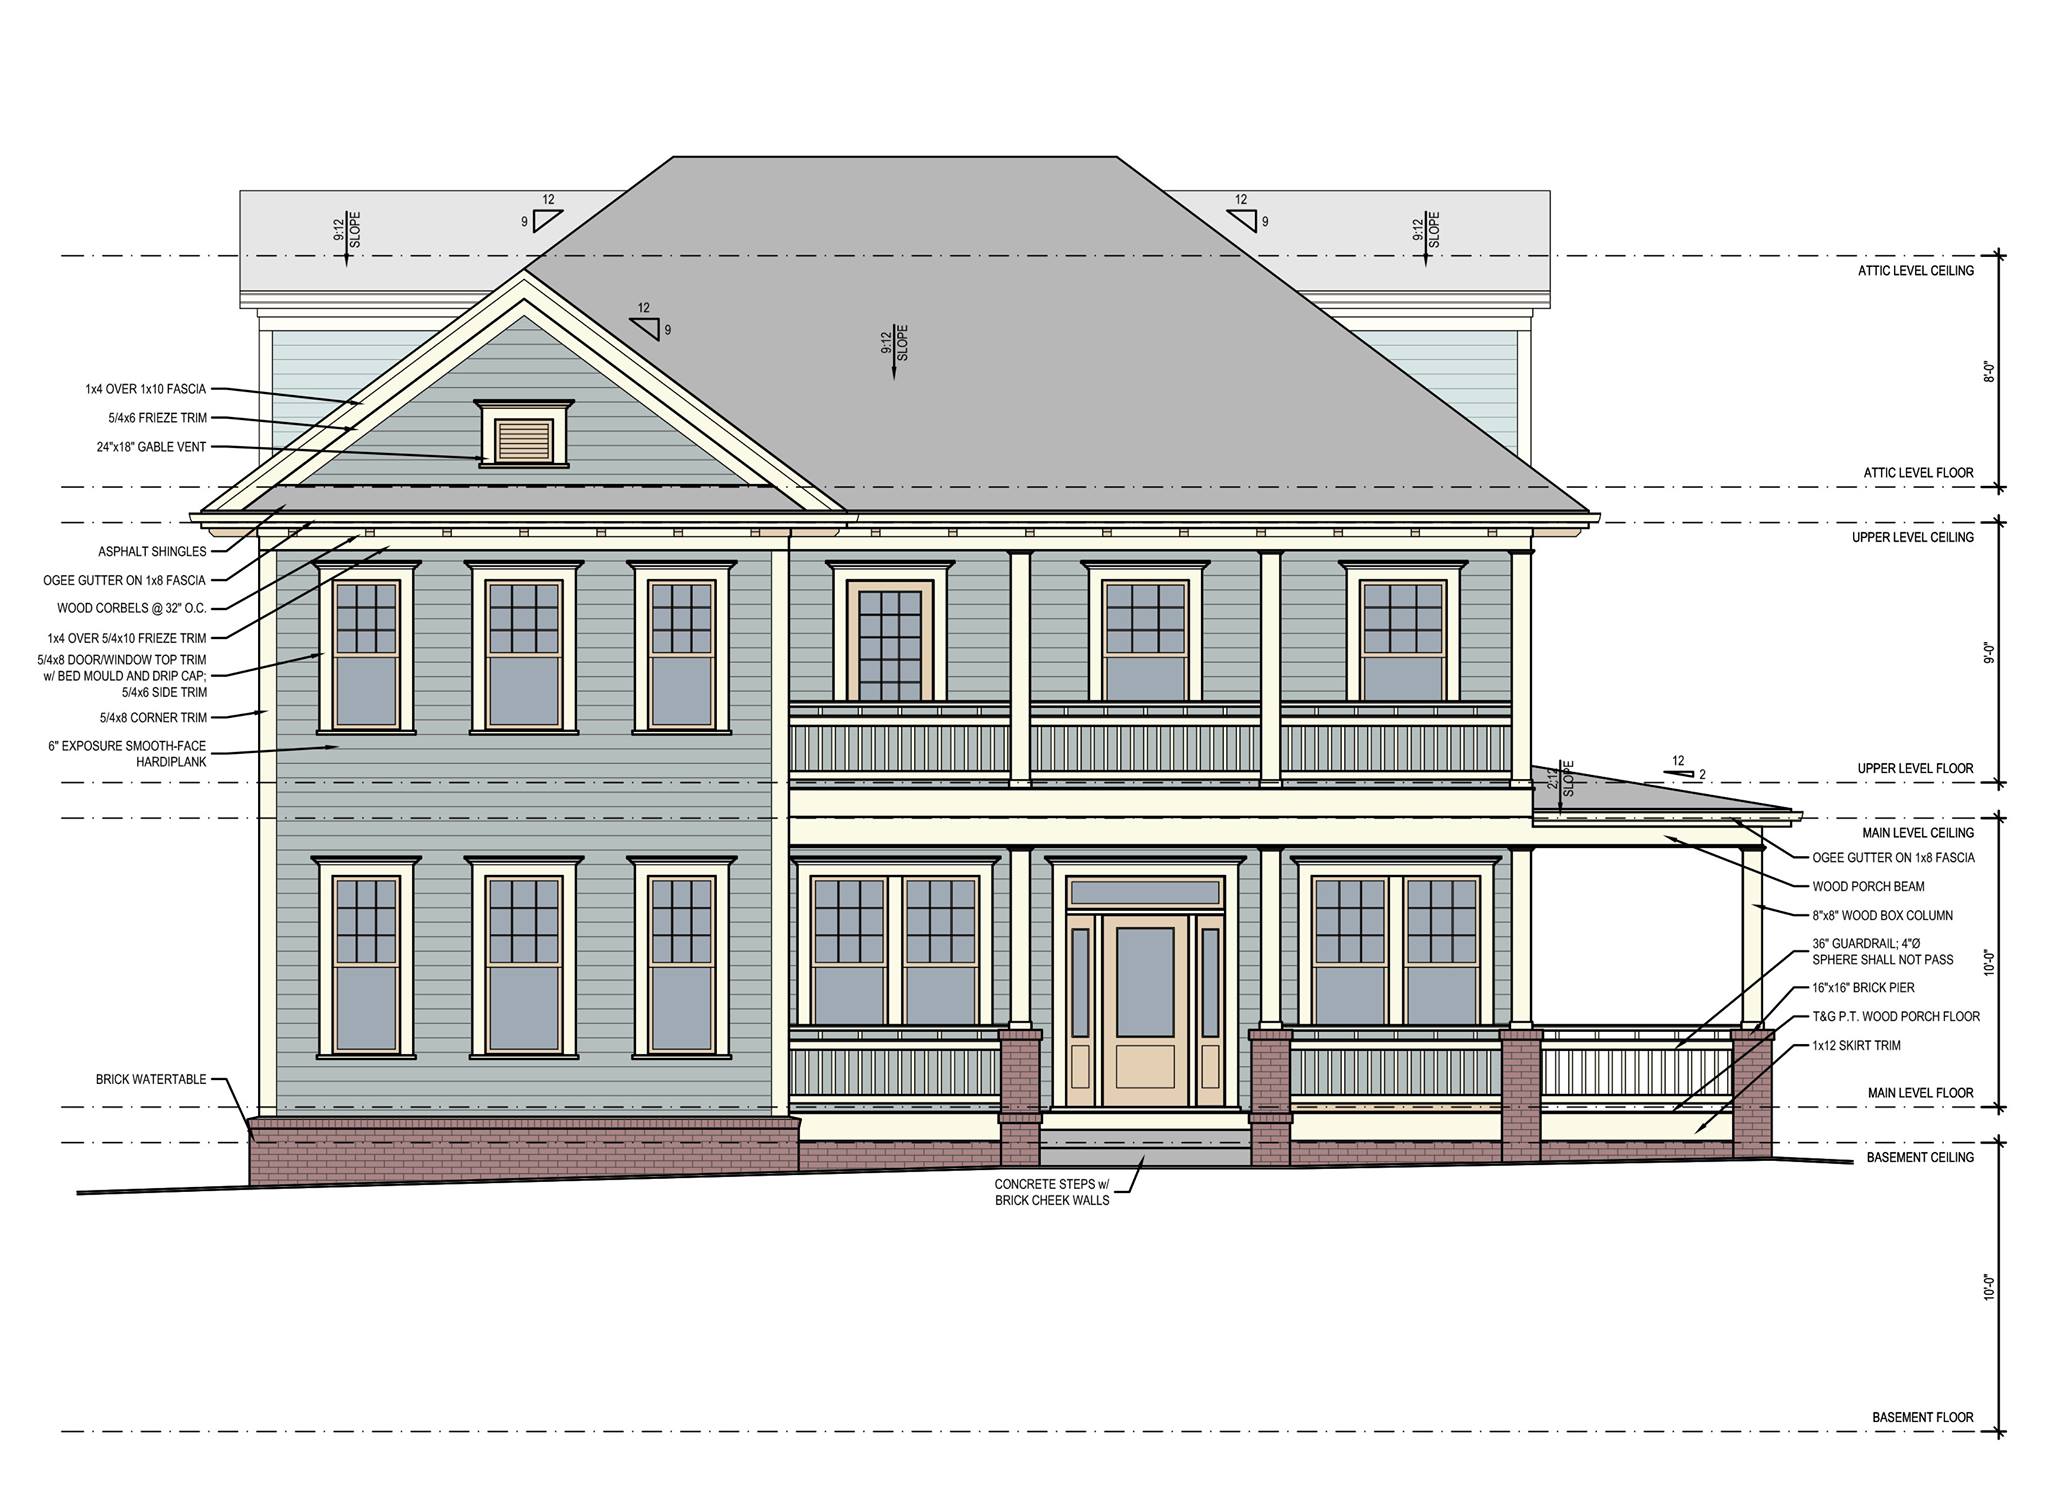 12
9
9:12
SLOPE
12
9
9:12
SLOPE
12
9
9:12
SLOPE
1x4 OVER 1x10 FASCIA
5/4x6 FRIEZE TRIM
24"x18" GABLE VENT
ASPHALT SHINGLES
OGEE GUTTER ON 1x8 FASCIA
WOOD CORBELS @ 32" O.C.
1x4 OVER 5/4x10 FRIEZE TRIM
5/4x8 DOOR/WINDOW TOP TRIM
w/ BED MOULD AND DRIP CAP;
5/4x6 SIDE TRIM
5/4x8 CORNER TRIM
6" EXPOSURE SMOOTH-FACE
HARDIPLANK
BRICK WATERTABLE
CONCRETE STEPS w/
BRICK CHEEK WALLS
12
2
2:12
SLOPE
ATTIC LEVEL CEILING
8'-0"
ATTIC LEVEL FLOOR
UPPER LEVEL CEILING
9'-0"
UPPER LEVEL FLOOR
MAIN LEVEL CEILING
OGEE GUTTER ON 1x8 FASCIA
WOOD PORCH BEAM
8"x8" WOOD BOX COLUMN
36" GUARDRAIL; 4"Ø
SPHERE SHALL NOT PASS
10'-0"
16"x16" BRICK PIER
T&G P.T. WOOD PORCH FLOOR
1x12 SKIRT TRIM
MAIN LEVEL FLOOR
BASEMENT CEILING
10'-0"
BASEMENT FLOOR